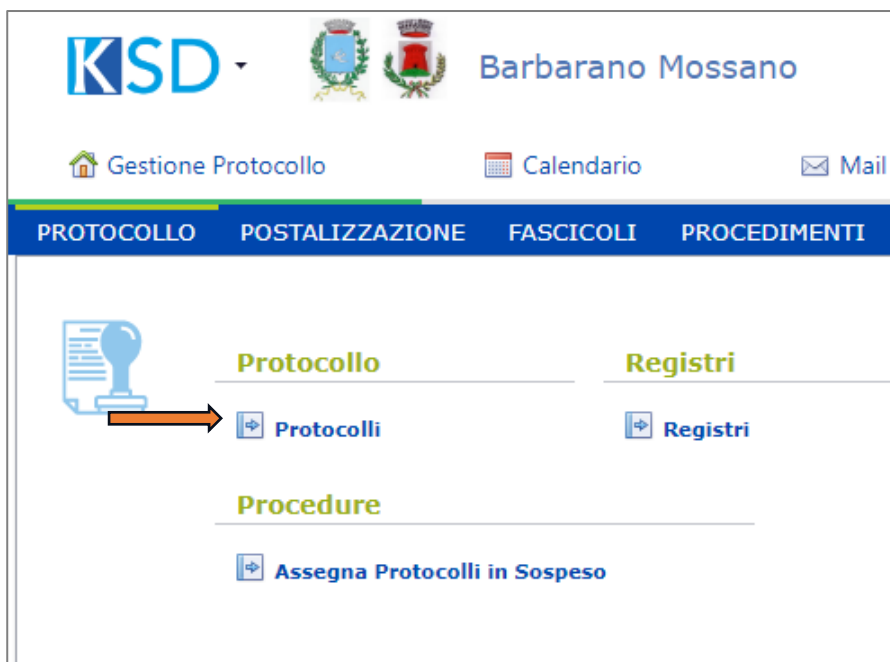 KSD Barbarano Mossano
Gestione Protocollo Calendario Mail
PROTOCOLLO POSTALIZZAZIONE FASCICOLI PROCEDIMENTI
Protocollo Registri
Protocolli Registri
Procedure
Assegna Protocolli in Sospeso